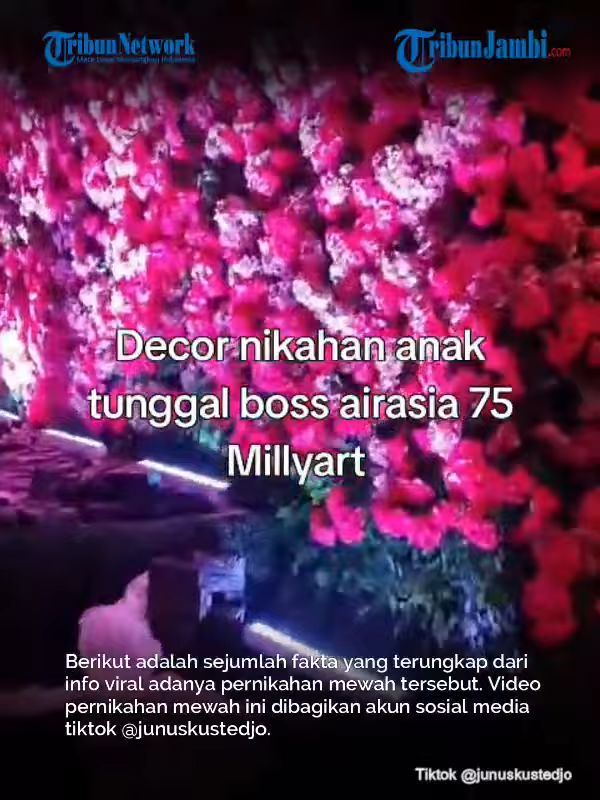 TribunNetwork
TribunJambi.com
Decor nikahan anak
tunggal boss airasia 75
Millyart
Berikut adalah sejumlah fakta yang terungkap dari
info viral adanya pernikahan mewah tersebut. Video
pernikahan mewah ini dibagikan akun sosial media
tiktok @junuskustedjo.
Tiktok @junuskustedjo